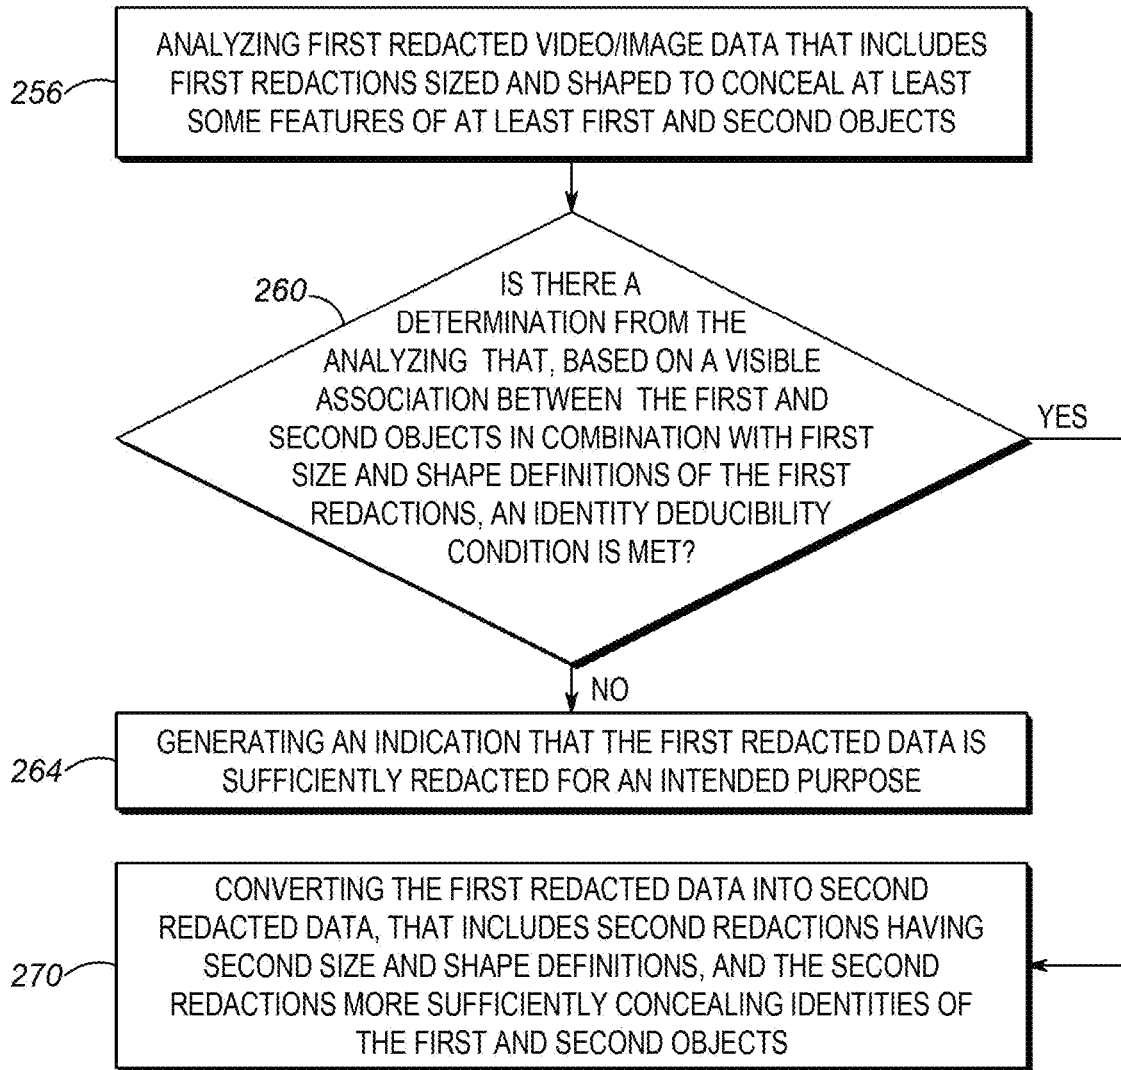 ANALYZING FIRST REDACTED VIDEO/IMAGE DATA THAT INCLUDES
256
FIRST REDACTIONS SIZED AND SHAPED TO CONCEAL AT LEAST
SOME FEATURES OF AT LEAST FIRST AND SECOND OBJECTS
260
IS THERE A
DETERMINATION FROM THE
ANALYZING THAT, BASED ON A VISIBLE
ASSOCIATION BETWEEN THE FIRST AND
SECOND OBJECTS IN COMBINATION WITH FIRST
SIZE AND SHAPE DEFINITIONS OF THE FIRST
REDACTIONS, AN IDENTITY DEDUCIBILITY
CONDITION IS MET?
YES
NO
264
GENERATING AN INDICATION THAT THE FIRST REDACTED DATA IS
SUFFICIENTLY REDACTED FOR AN INTENDED PURPOSE
270
CONVERTING THE FIRST REDACTED DATA INTO SECOND
REDACTED DATA, THAT INCLUDES SECOND REDACTIONS HAVING
SECOND SIZE AND SHAPE DEFINITIONS, AND THE SECOND
REDACTIONS MORE SUFFICIENTLY CONCEALING IDENTITIES OF
THE FIRST AND SECOND OBJECTS